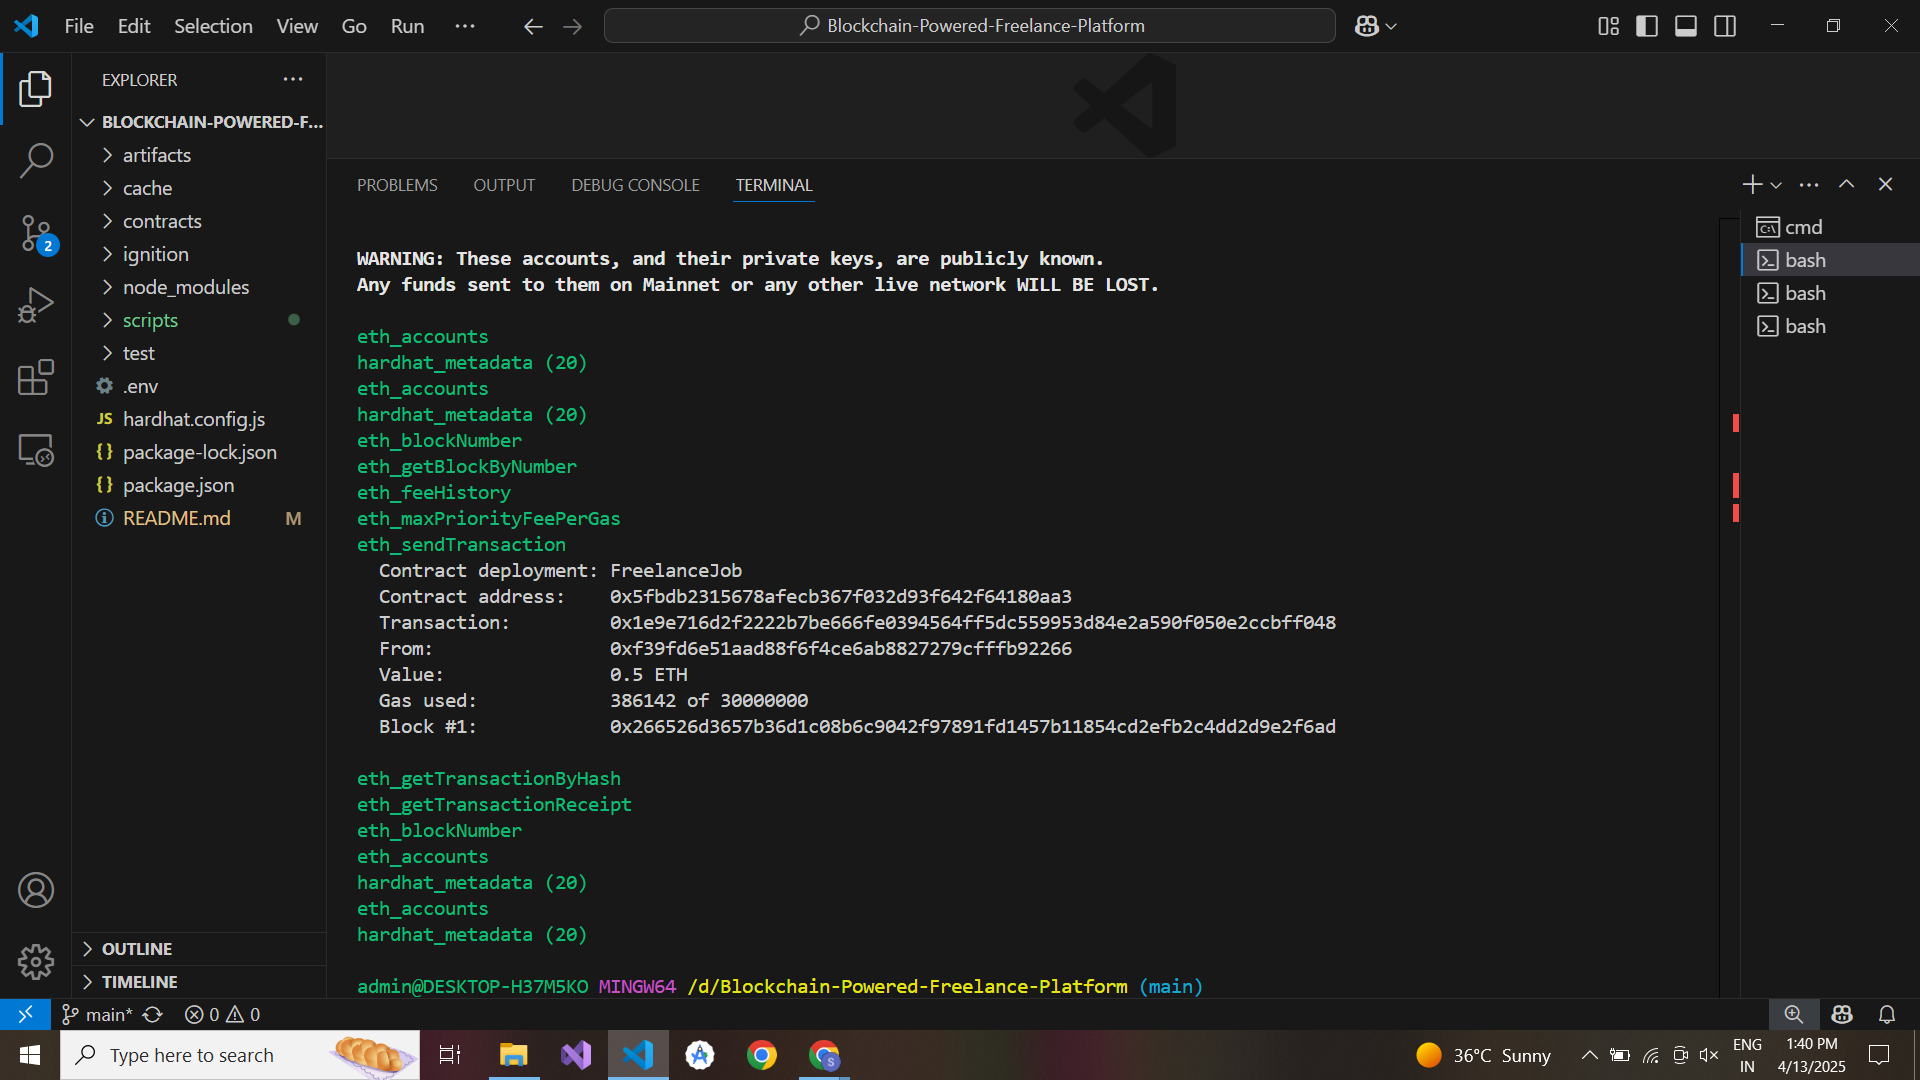 File Edit Selection View Go Run ···
Blockchain-Powered-Freelance-Platform
EXPLORER ···
BLOCKCHAIN-POWERED-F...
artifacts
cache
contracts
ignition
node_modules
scripts
test
.env
JS hardhat.config.js
{} package-lock.json
{} package.json
README.md M
OUTLINE
TIMELINE
2
PROBLEMS OUTPUT DEBUG CONSOLE TERMINAL
WARNING: These accounts, and their private keys, are publicly known.
Any funds sent to them on Mainnet or any other live network WILL BE LOST.
eth_accounts
hardhat_metadata (20)
eth_accounts
hardhat_metadata (20)
eth_blockNumber
eth_getBlockByNumber
eth_feeHistory
eth_maxPriorityFeePerGas
eth_sendTransaction
Contract deployment: FreelanceJob
Contract address: 0x5fbdb2315678afecb367f032d93f642f64180aa3
Transaction: 0x1e9e716d2f2222b7be666fe0394564ff5dc559953d84e2a590f050e2ccbff048
From: 0xf39fd6e51aad88f6f4ce6ab8827279cfffb92266
Value: 0.5 ETH
Gas used: 386142 of 30000000
Block #1: 0x266526d3657b36d1c08b6c9042f97891fd1457b11854cd2efb2c4dd2d9e2f6ad
eth_getTransactionByHash
eth_getTransactionReceipt
eth_blockNumber
eth_accounts
hardhat_metadata (20)
eth_accounts
hardhat_metadata (20)
admin@DESKTOP-H37M5KO MINGW64 /d/Blockchain-Powered-Freelance-Platform (main)
cmd
bash
bash
bash
main* 0 0
Type here to search
36°C Sunny
ENG
IN
1:40 PM
4/13/2025